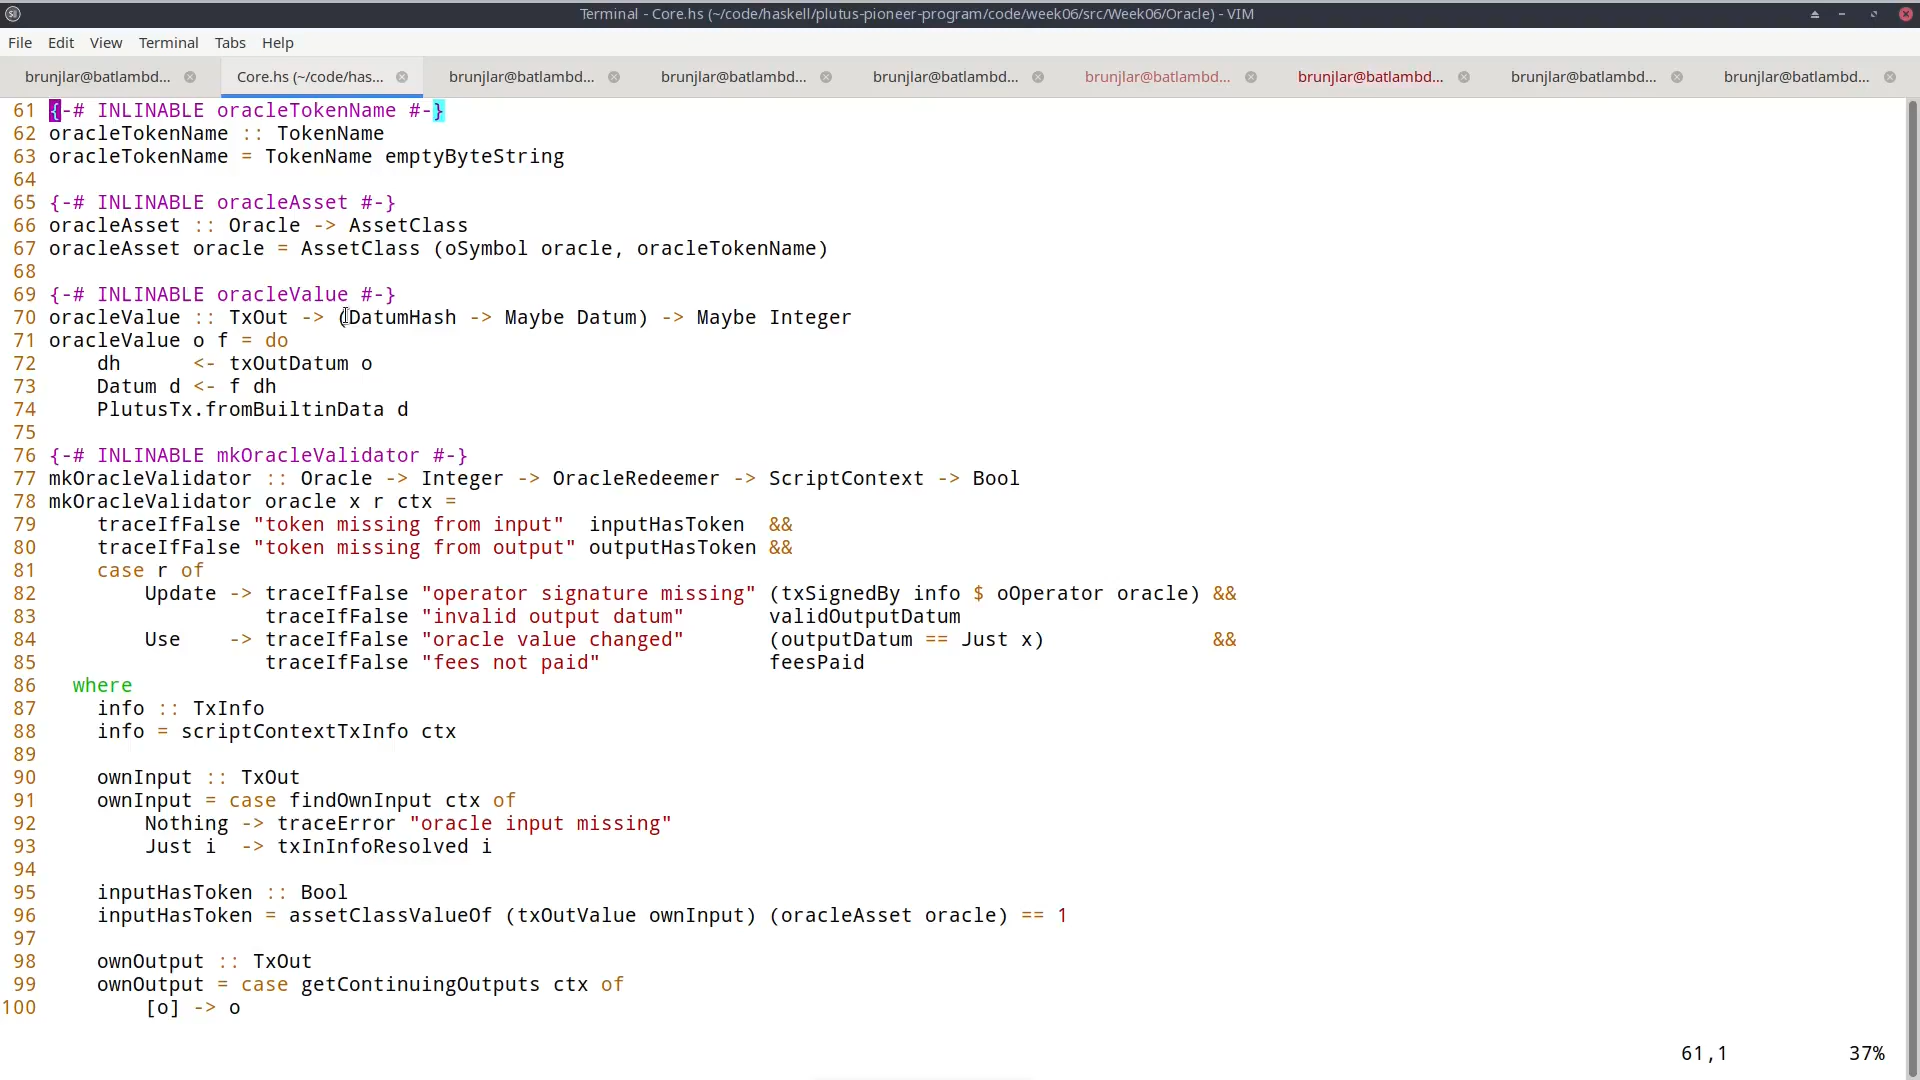 Terminal - Core.hs (~/code/haskell/plutus-pioneer-program/code/week06/src/Week06/Oracle) - VIM
File Edit View Terminal Tabs Help
brunjlar@batlambd... Core.hs (~/code/has... brunjlar@batlambd... brunjlar@batlambd... brunjlar@batlambd... brunjlar@batlambd... brunjlar@batlambd... brunjlar@batlambd... brunjlar@batlambd...
61 {-# INLINABLE oracleTokenName #-}
62 oracleTokenName :: TokenName
63 oracleTokenName = TokenName emptyByteString
64
65 {-# INLINABLE oracleAsset #-}
66 oracleAsset :: Oracle -> AssetClass
67 oracleAsset oracle = AssetClass (oSymbol oracle, oracleTokenName)
68
69 {-# INLINABLE oracleValue #-}
70 oracleValue :: TxOut -> (DatumHash -> Maybe Datum) -> Maybe Integer
71 oracleValue o f = do
72     dh      <- txOutDatum o
73     Datum d <- f dh
74     PlutusTx.fromBuiltinData d
75
76 {-# INLINABLE mkOracleValidator #-}
77 mkOracleValidator :: Oracle -> Integer -> OracleRedeemer -> ScriptContext -> Bool
78 mkOracleValidator oracle x r ctx =
79     traceIfFalse "token missing from input"  inputHasToken  &&
80     traceIfFalse "token missing from output" outputHasToken &&
81     case r of
82         Update -> traceIfFalse "operator signature missing" (txSignedBy info $ oOperator oracle) &&
83                   traceIfFalse "invalid output datum"       validOutputDatum
84         Use    -> traceIfFalse "oracle value changed"       (outputDatum == Just x)              &&
85                   traceIfFalse "fees not paid"              feesPaid
86   where
87     info :: TxInfo
88     info = scriptContextTxInfo ctx
89
90     ownInput :: TxOut
91     ownInput = case findOwnInput ctx of
92         Nothing -> traceError "oracle input missing"
93         Just i  -> txInInfoResolved i
94
95     inputHasToken :: Bool
96     inputHasToken = assetClassValueOf (txOutValue ownInput) (oracleAsset oracle) == 1
97
98     ownOutput :: TxOut
99     ownOutput = case getContinuingOutputs ctx of
100         [o] -> o
61,1 37%